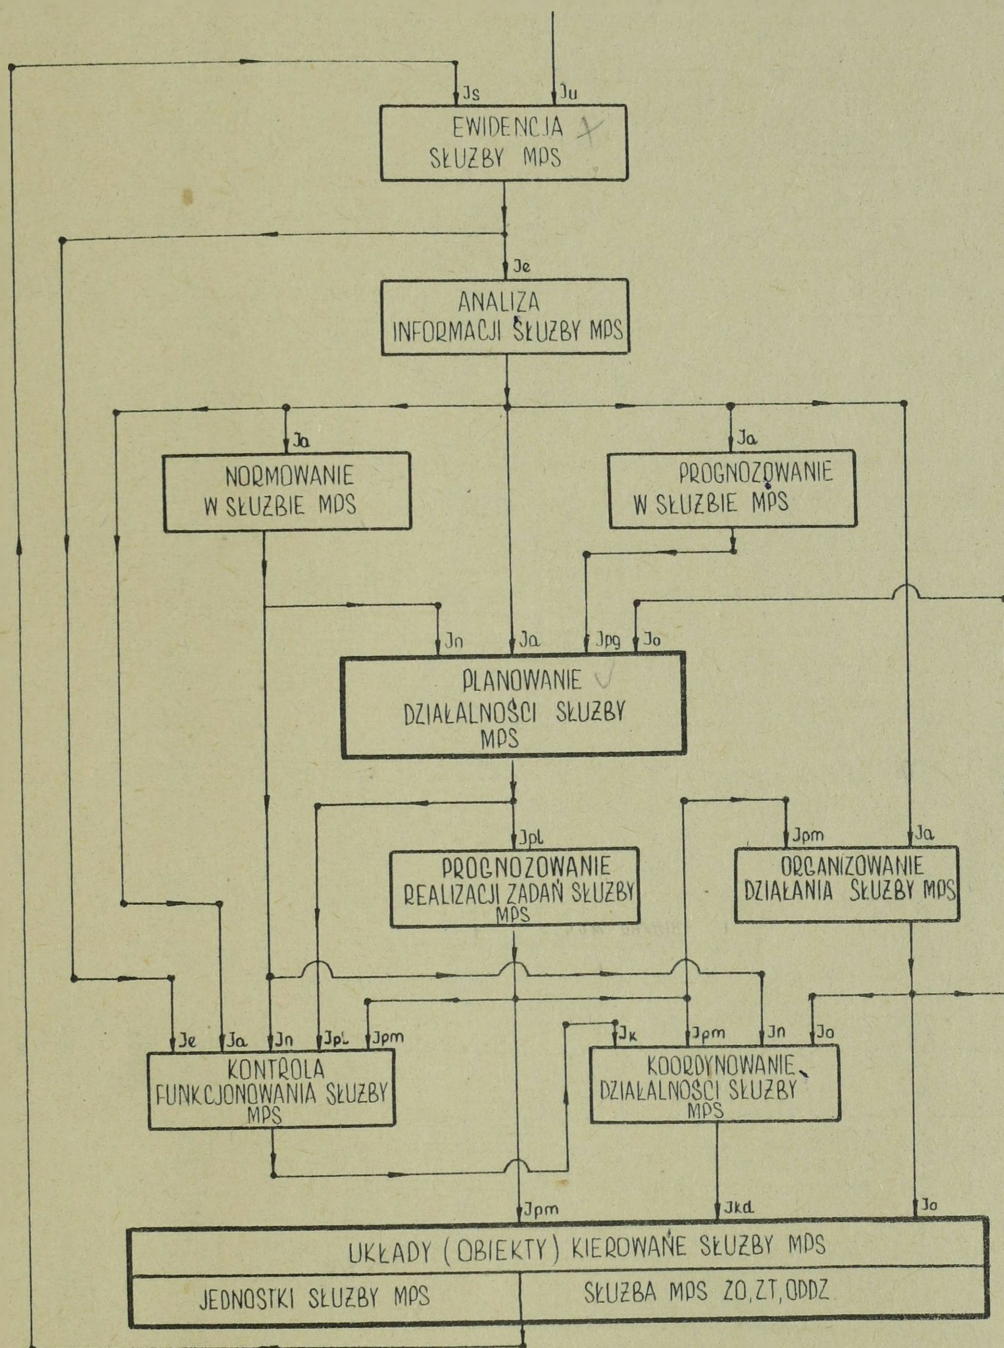 Js Ju
EWIDENCJA
SŁUŻBY MPS
Je
ANALIZA
INFORMACJI SŁUŻBY MPS
Ja Ja
NORMOWANIE
W SŁUŻBIE MPS
PROGNOZOWANIE
W SŁUŻBIE MPS
Jn Ja Jpg Jo
PLANOWANIE
DZIAŁALNOŚCI SŁUŻBY
MPS
Jpl Jpm Ja
PROGNOZOWANIE
REALIZACJI ZADAŃ SŁUŻBY
MPS
ORGANIZOWANIE
DZIAŁANIA SŁUŻBY MPS
Je Ja Jn Jpl Jpm Jk Jpm Jn Jo
KONTROLA
FUNKCJONOWANIA SŁUŻBY
MPS
KOORDYNOWANIE
DZIAŁALNOŚCI SŁUŻBY
MPS
Jpm Jkd Jo
UKŁADY (OBIEKTY) KIEROWANE SŁUŻBY MPS
JEDNOSTKI SŁUŻBY MPS
SŁUŻBA MPS ZO, ZT, ODDZ.